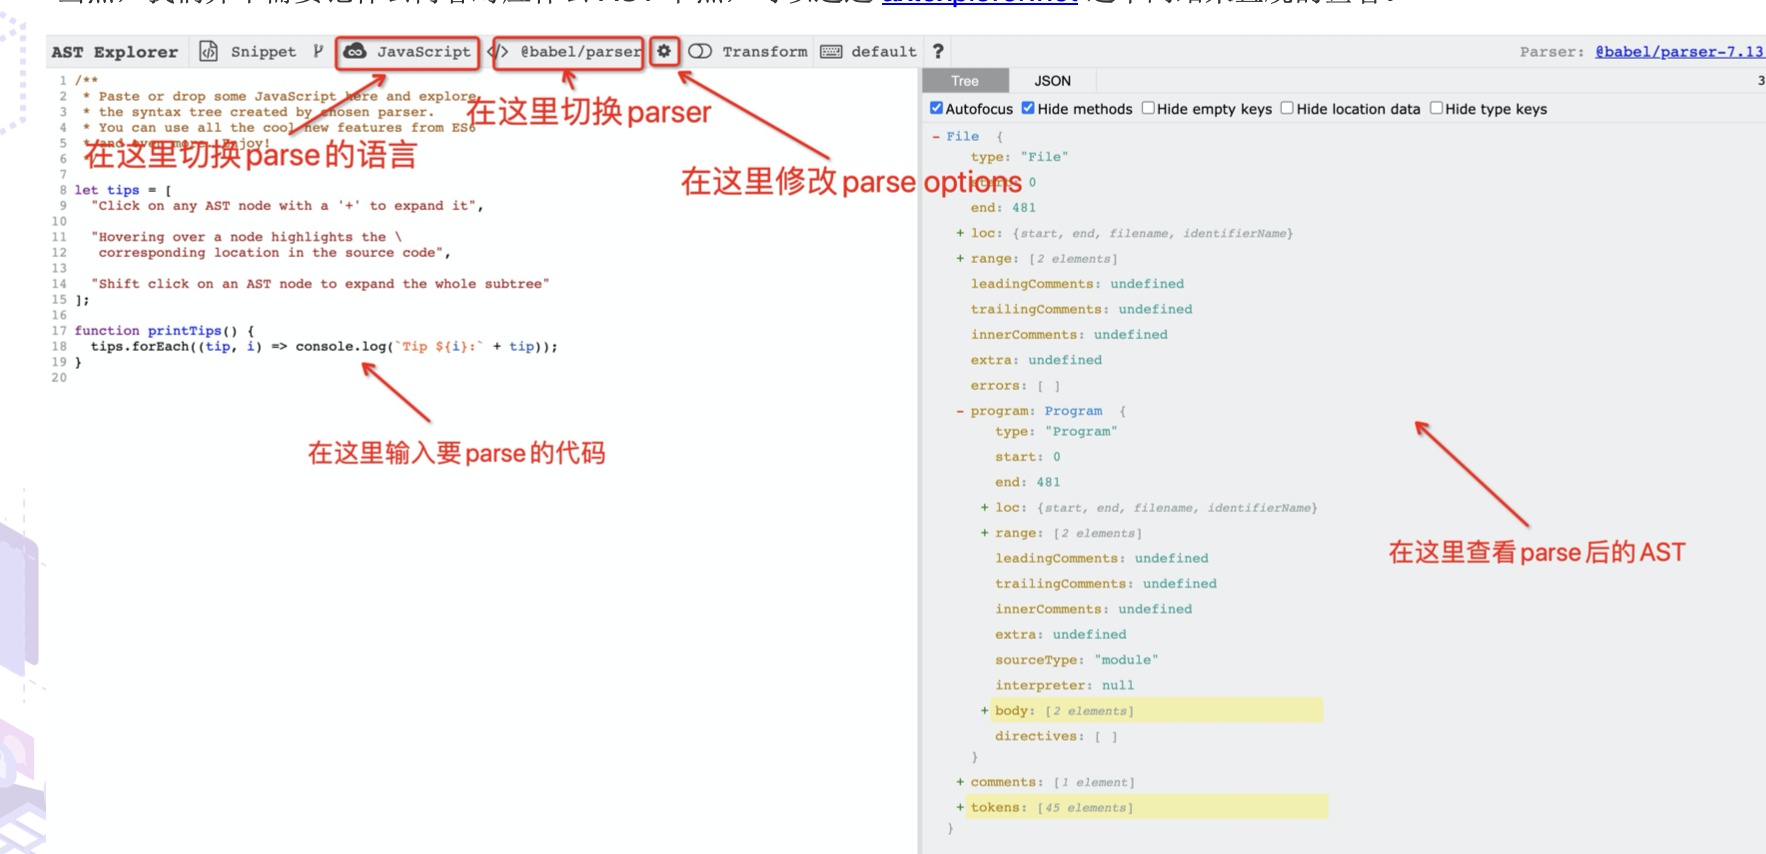 AST Explorer Snippet JavaScript </> @babel/parser Transform default ? Parser: @babel/parser-7.13
Tree JSON 3
Autofocus Hide methods Hide empty keys Hide location data Hide type keys
1 /**
2 * Paste or drop some JavaScript here and explore
3 * the syntax tree created by chosen parser.
4 * You can use all the cool new features from ES6
5 * and even more. Enjoy!
6
7
8 let tips = [
9 "Click on any AST node with a '+' to expand it",
10
11 "Hovering over a node highlights the \
12 corresponding location in the source code",
13
14 "Shift click on an AST node to expand the whole subtree"
15 ];
16
17 function printTips() {
18 tips.forEach((tip, i) => console.log(`Tip ${i}:` + tip));
19 }
20
在这里切换parser
在这里切换parse的语言
在这里修改parse options
在这里输入要parse的代码
- File {
type: "File"
start: 0
end: 481
+ loc: {start, end, filename, identifierName}
+ range: [2 elements]
leadingComments: undefined
trailingComments: undefined
innerComments: undefined
extra: undefined
errors: [ ]
- program: Program {
type: "Program"
start: 0
end: 481
+ loc: {start, end, filename, identifierName}
+ range: [2 elements]
leadingComments: undefined
trailingComments: undefined
innerComments: undefined
extra: undefined
sourceType: "module"
interpreter: null
+ body: [2 elements]
directives: [ ]
}
+ comments: [1 element]
+ tokens: [45 elements]
}
在这里查看parse后的AST